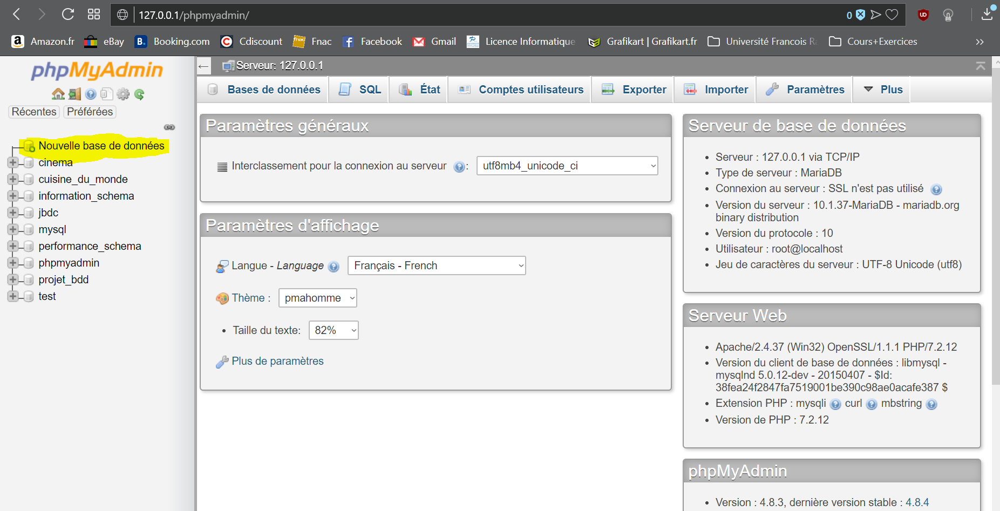 127.0.0.1/phpmyadmin/
0
Amazon.fr eBay Booking.com Cdiscount Fnac Facebook Gmail Licence Informatique Grafikart | Grafikart.fr Université Francois Ra Cours+Exercices
phpMyAdmin
Récentes Préférées
Nouvelle base de données
cinema
cuisine_du_monde
information_schema
jbdc
mysql
performance_schema
phpmyadmin
projet_bdd
test
Serveur: 127.0.0.1
Bases de données SQL État Comptes utilisateurs Exporter Importer Paramètres Plus
Paramètres généraux
Interclassement pour la connexion au serveur : utf8mb4_unicode_ci
Paramètres d'affichage
Langue - Language Français - French
Thème : pmahomme
• Taille du texte: 82%
Plus de paramètres
Serveur de base de données
• Serveur : 127.0.0.1 via TCP/IP
• Type de serveur : MariaDB
• Connexion au serveur : SSL n'est pas utilisé
• Version du serveur : 10.1.37-MariaDB - mariadb.org
binary distribution
• Version du protocole : 10
• Utilisateur : root@localhost
• Jeu de caractères du serveur : UTF-8 Unicode (utf8)
Serveur Web
• Apache/2.4.37 (Win32) OpenSSL/1.1.1 PHP/7.2.12
• Version du client de base de données : libmysql -
mysqlnd 5.0.12-dev - 20150407 - $Id:
38fea24f2847fa7519001be390c98ae0acafe387 $
• Extension PHP : mysqli curl mbstring
• Version de PHP : 7.2.12
phpMyAdmin
• Version : 4.8.3, dernière version stable : 4.8.4